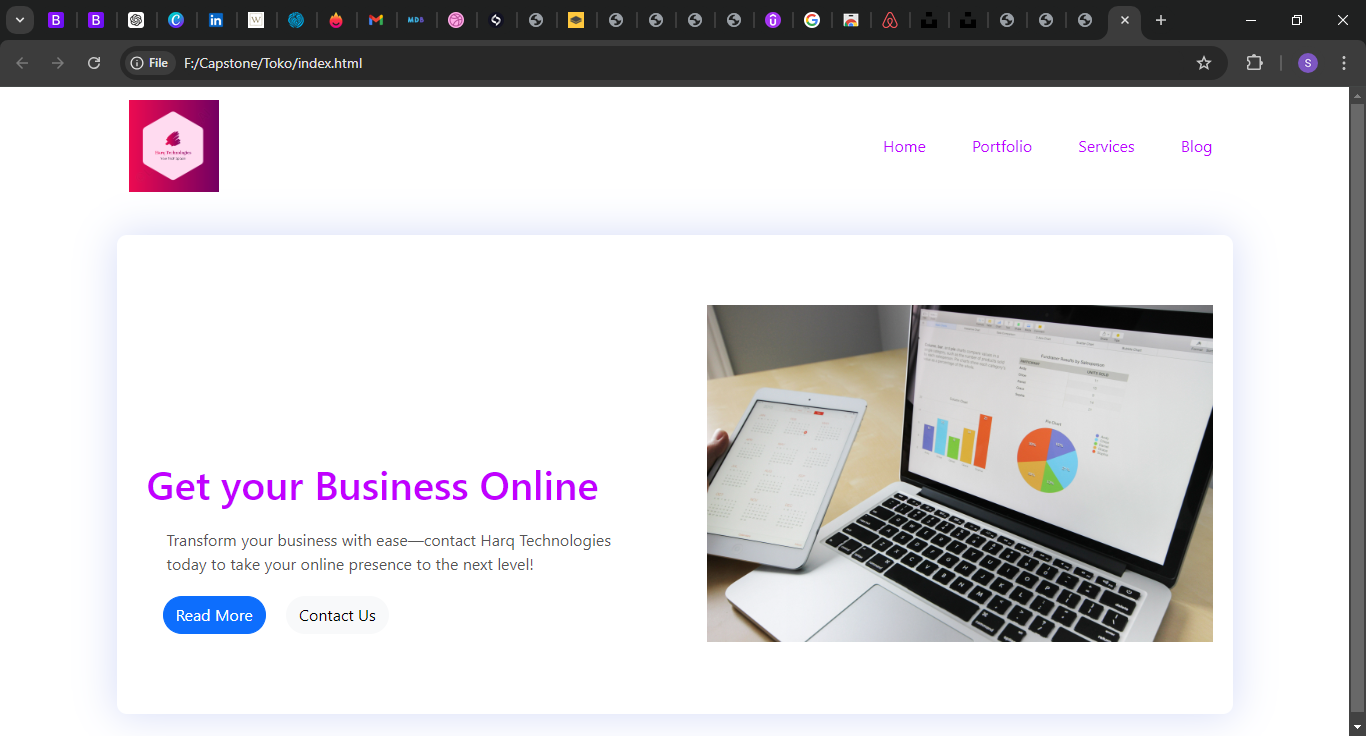 File
F:/Capstone/Toko/index.html
S
Harq Technologies
Home
Portfolio
Services
Blog
Get your Business Online
Transform your business with ease—contact Harq Technologies
today to take your online presence to the next level!
Read More
Contact Us